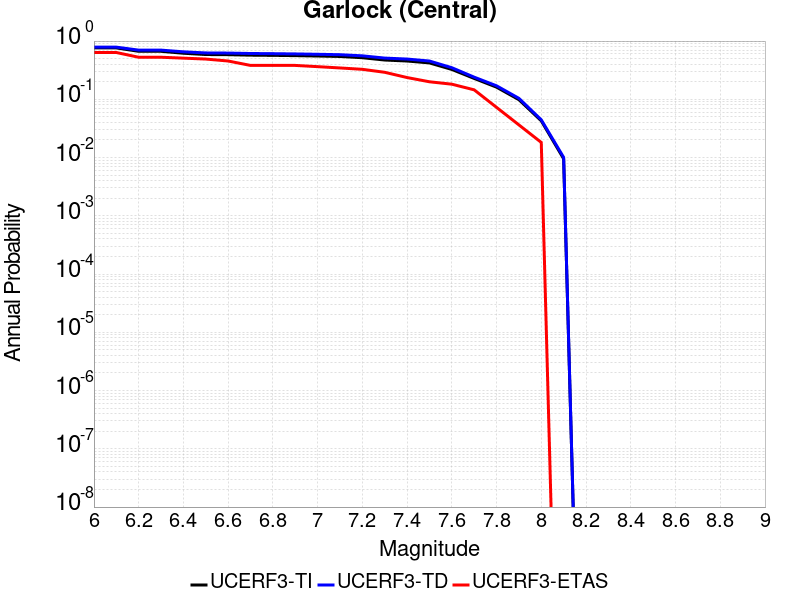 Garlock (Central)
10^0
10^-1
10^-2
10^-3
10^-4
10^-5
10^-6
10^-7
10^-8
Annual Probability
6 6.2 6.4 6.6 6.8 7 7.2 7.4 7.6 7.8 8 8.2 8.4 8.6 8.8 9
Magnitude
UCERF3-TI UCERF3-TD UCERF3-ETAS